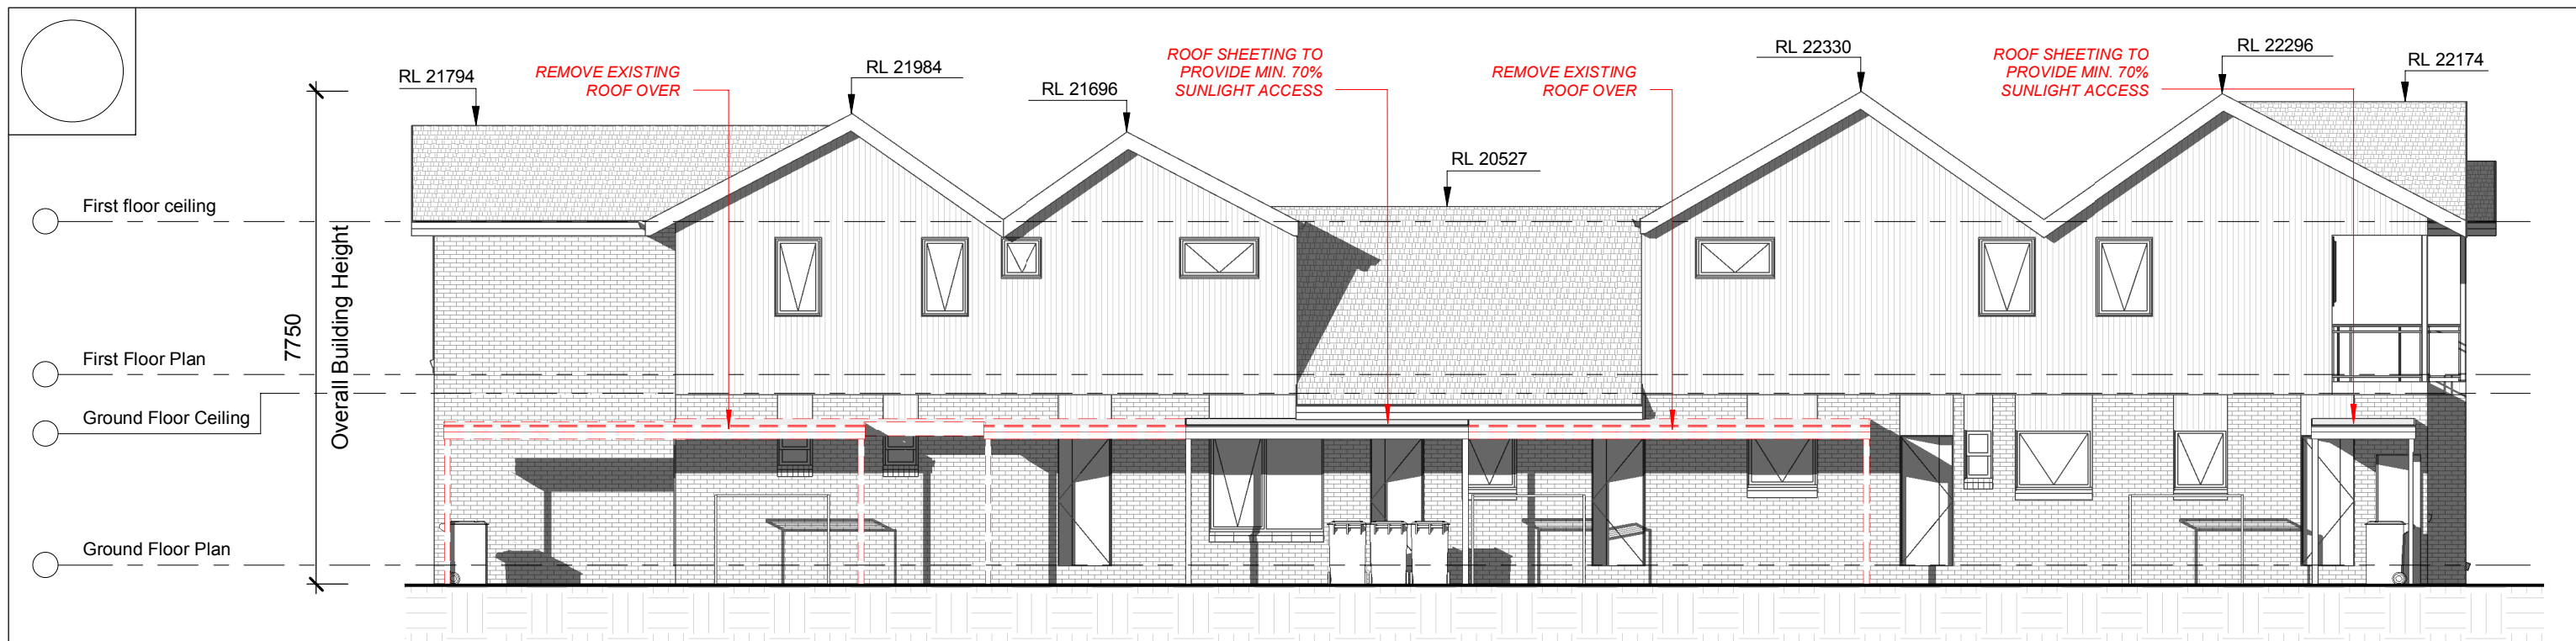 RL 21794
REMOVE EXISTING
ROOF OVER
RL 21984
RL 21696
ROOF SHEETING TO
PROVIDE MIN. 70%
SUNLIGHT ACCESS
RL 20527
REMOVE EXISTING
ROOF OVER
RL 22330
ROOF SHEETING TO
PROVIDE MIN. 70%
SUNLIGHT ACCESS
RL 22296
RL 22174
First floor ceiling
First Floor Plan
Ground Floor Ceiling
Ground Floor Plan
7750
Overall Building Height